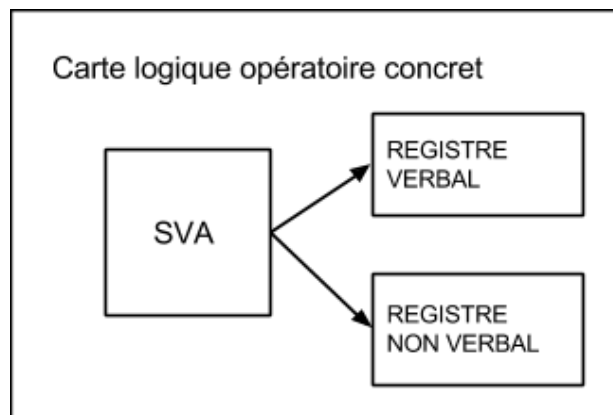 Carte logique opératoire concret
SVA
REGISTRE
VERBAL
REGISTRE
NON VERBAL